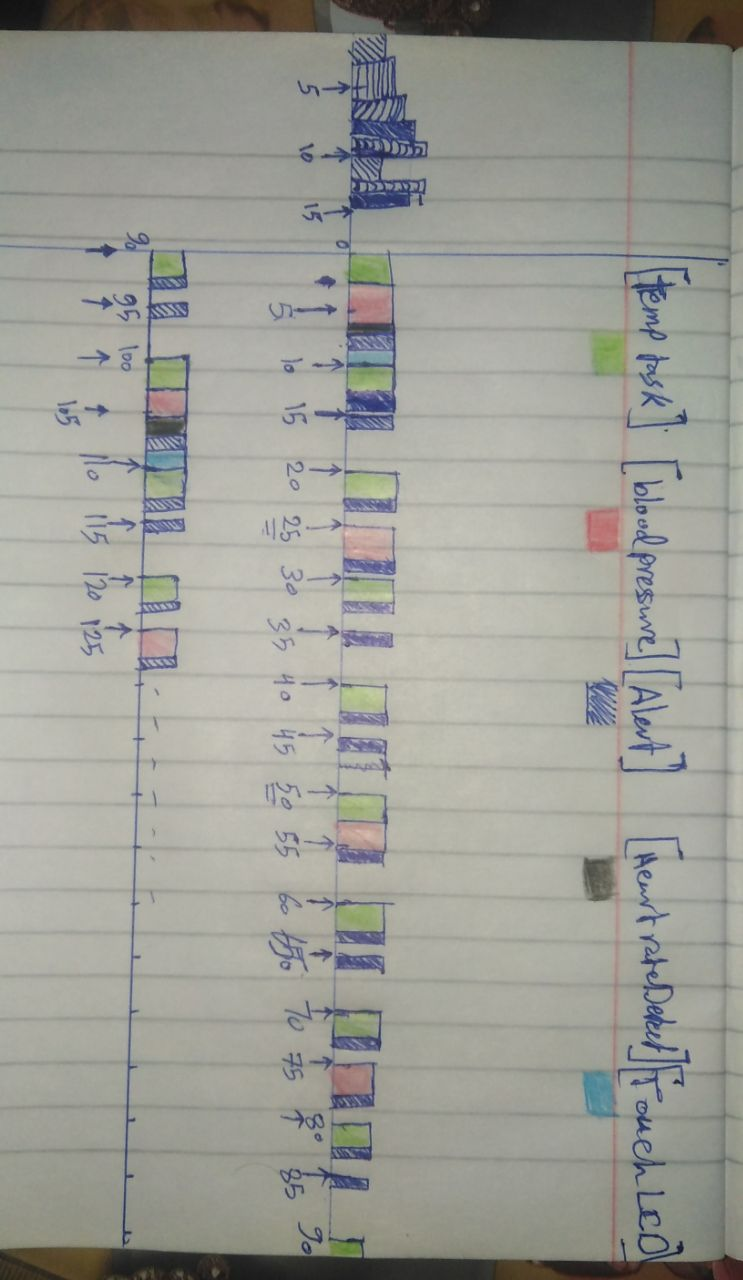 [temp task] [blood pressure] [Alert] [Heart rate Detect] [Touch LCD]
5 10 15
0 5 10 15 20 25 30 35 40 45 50 55 60 70 75 80 85 90
90 95 100 105 110 115 120 125